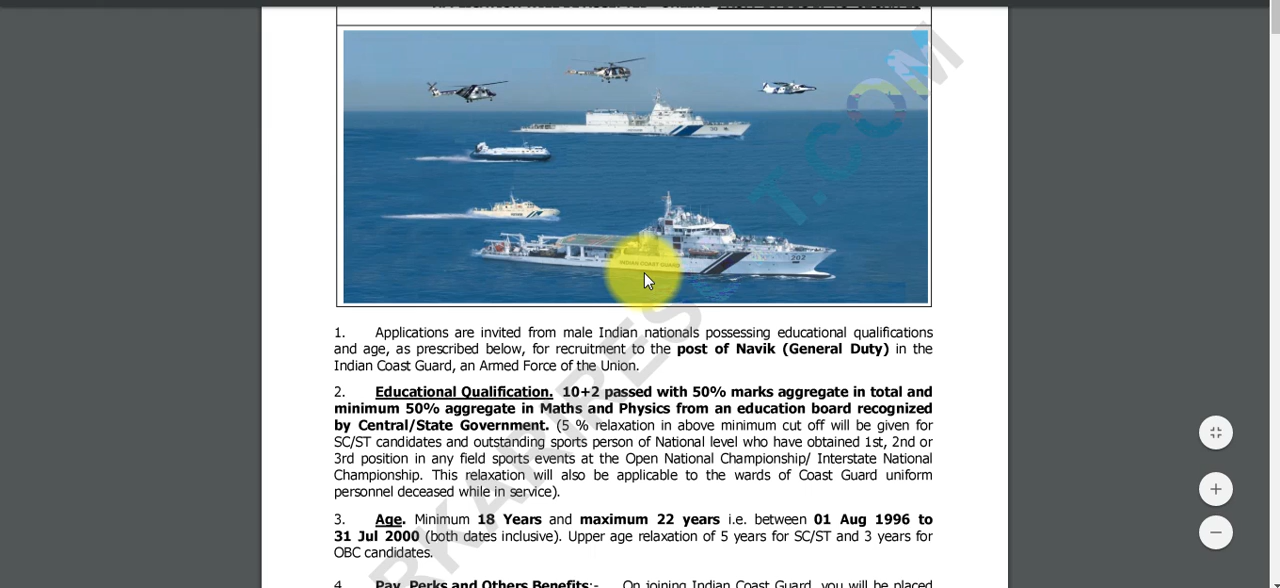 INDIAN COAST GUARD
202
1. Applications are invited from male Indian nationals possessing educational qualifications
and age, as prescribed below, for recruitment to the post of Navik (General Duty) in the
Indian Coast Guard, an Armed Force of the Union.
2. Educational Qualification. 10+2 passed with 50% marks aggregate in total and
minimum 50% aggregate in Maths and Physics from an education board recognized
by Central/State Government. (5 % relaxation in above minimum cut off will be given for
SC/ST candidates and outstanding sports person of National level who have obtained 1st, 2nd or
3rd position in any field sports events at the Open National Championship/ Interstate National
Championship. This relaxation will also be applicable to the wards of Coast Guard uniform
personnel deceased while in service).
3. Age. Minimum 18 Years and maximum 22 years i.e. between 01 Aug 1996 to
31 Jul 2000 (both dates inclusive). Upper age relaxation of 5 years for SC/ST and 3 years for
OBC candidates.
4. Pay, Perks and Others Benefits:- On joining Indian Coast Guard, you will be placed